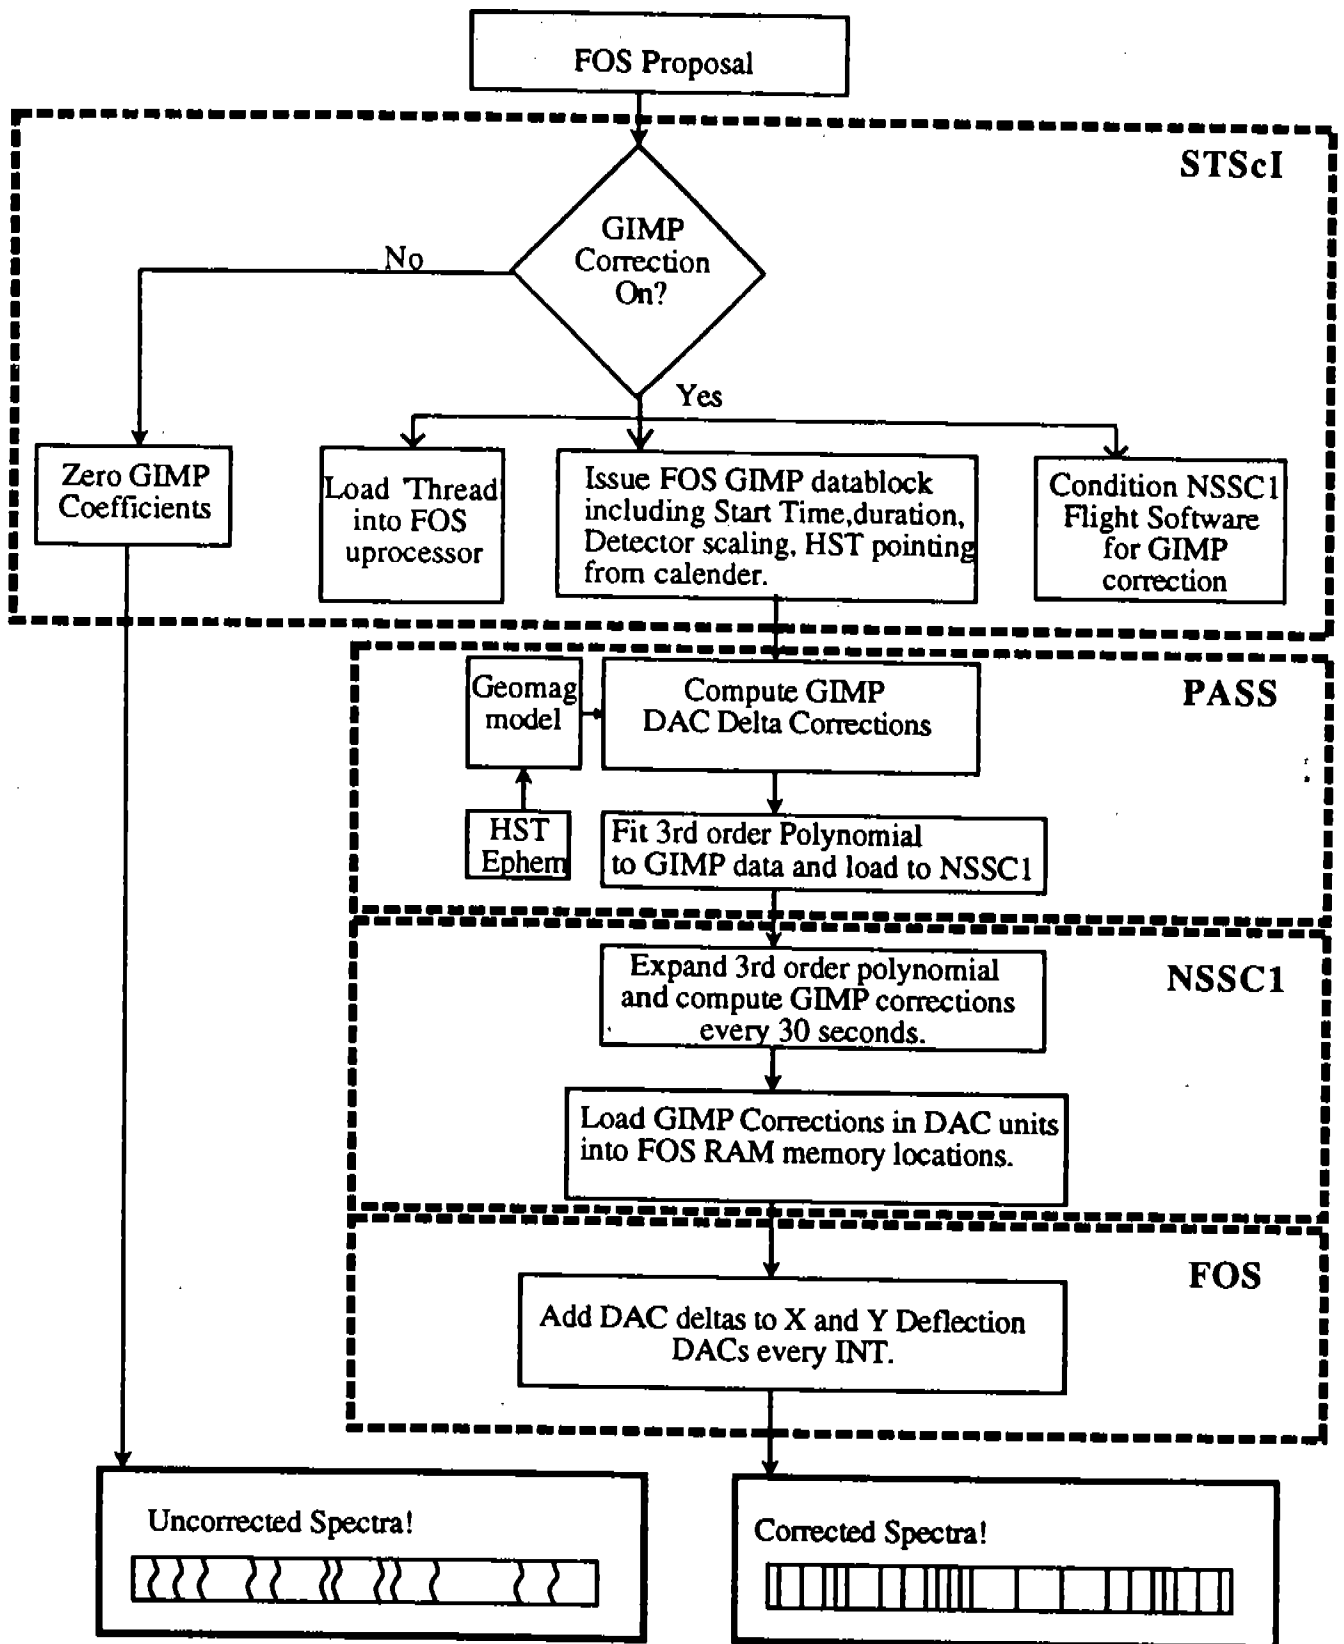 FOS Proposal
STScI
GIMP
Correction
On?
No
Yes
Zero GIMP
Coefficients
Load Thread
into FOS
uprocessor
Issue FOS GIMP datablock
including Start Time,duration,
Detector scaling, HST pointing
from calender.
Condition NSSC1
Flight Software
for GIMP
correction
PASS
Geomag
model
Compute GIMP
DAC Delta Corrections
HST
Ephem
Fit 3rd order Polynomial
to GIMP data and load to NSSC1
NSSC1
Expand 3rd order polynomial
and compute GIMP corrections
every 30 seconds.
Load GIMP Corrections in DAC units
into FOS RAM memory locations.
FOS
Add DAC deltas to X and Y Deflection
DACs every INT.
Uncorrected Spectra!
Corrected Spectra!